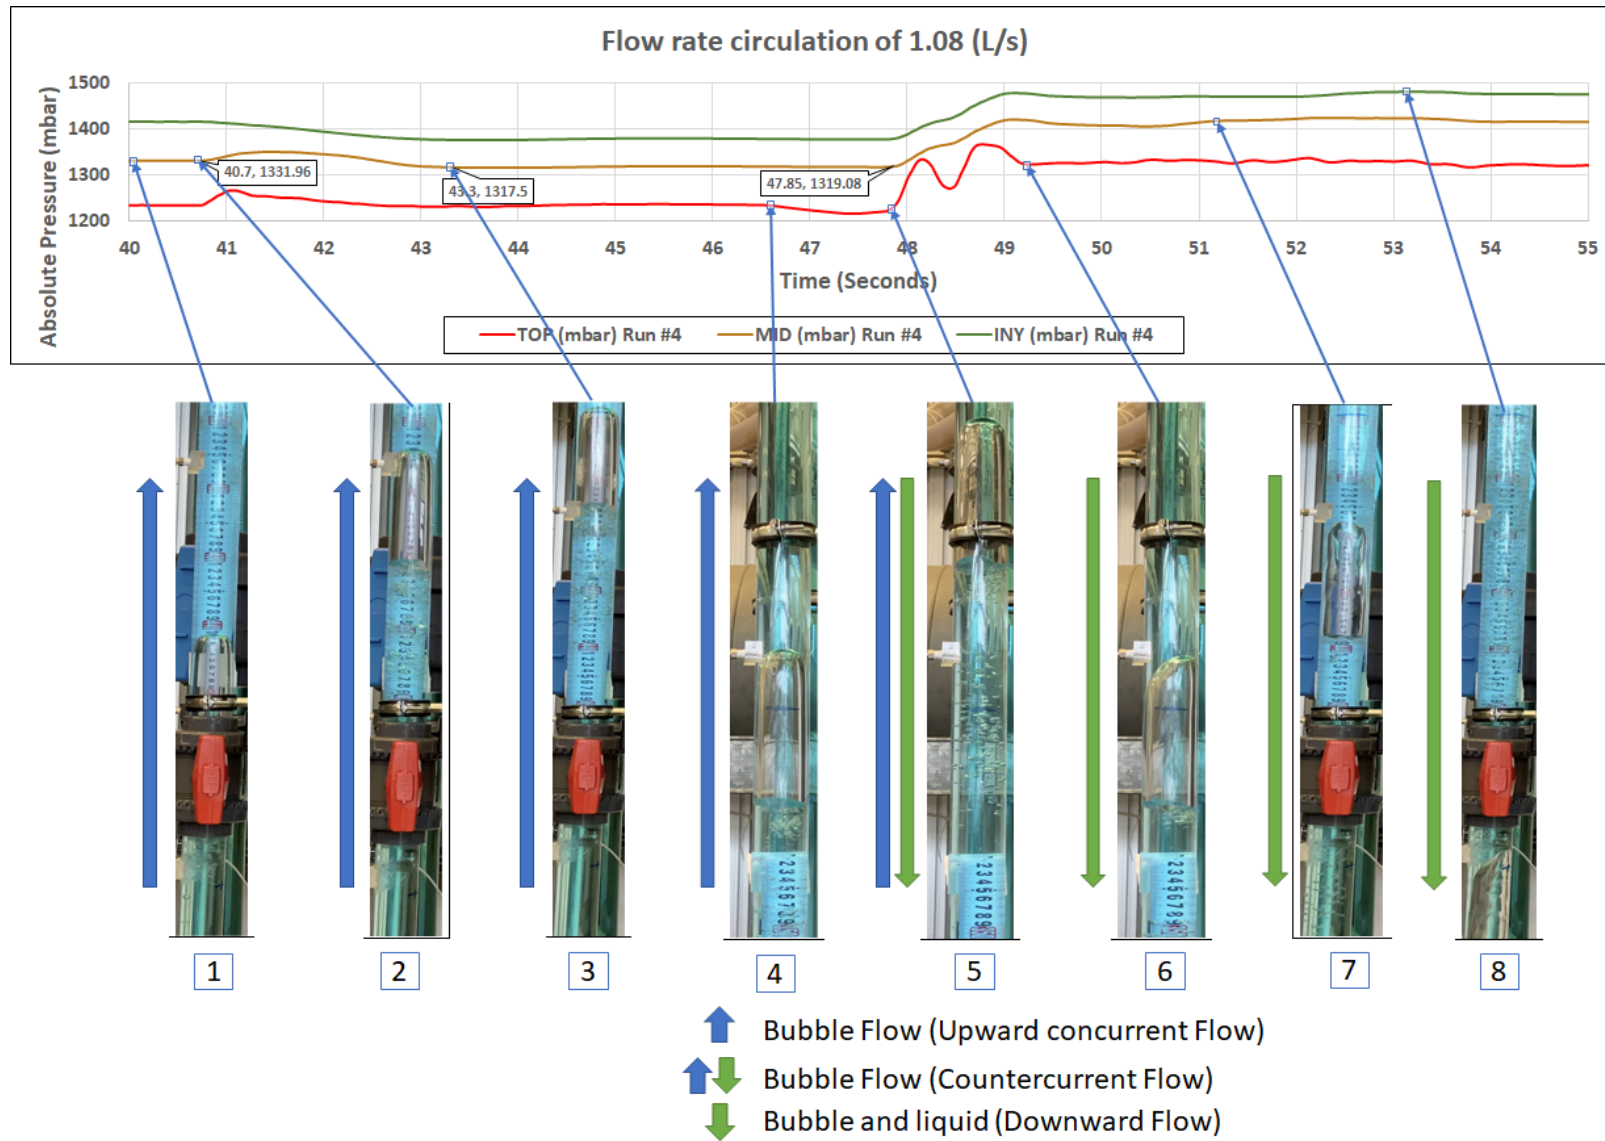 Flow rate circulation of 1.08 (L/s)
Absolute Pressure (mbar)
1500
1400
1300
1200
40.7, 1331.96
43.3, 1317.5
47.85, 1319.08
40 41 42 43 44 45 46 47 48 49 50 51 52 53 54 55
Time (Seconds)
TOP (mbar) Run #4 MID (mbar) Run #4 INY (mbar) Run #4
1 2 3 4 5 6 7 8
Bubble Flow (Upward concurrent Flow)
Bubble Flow (Countercurrent Flow)
Bubble and liquid (Downward Flow)